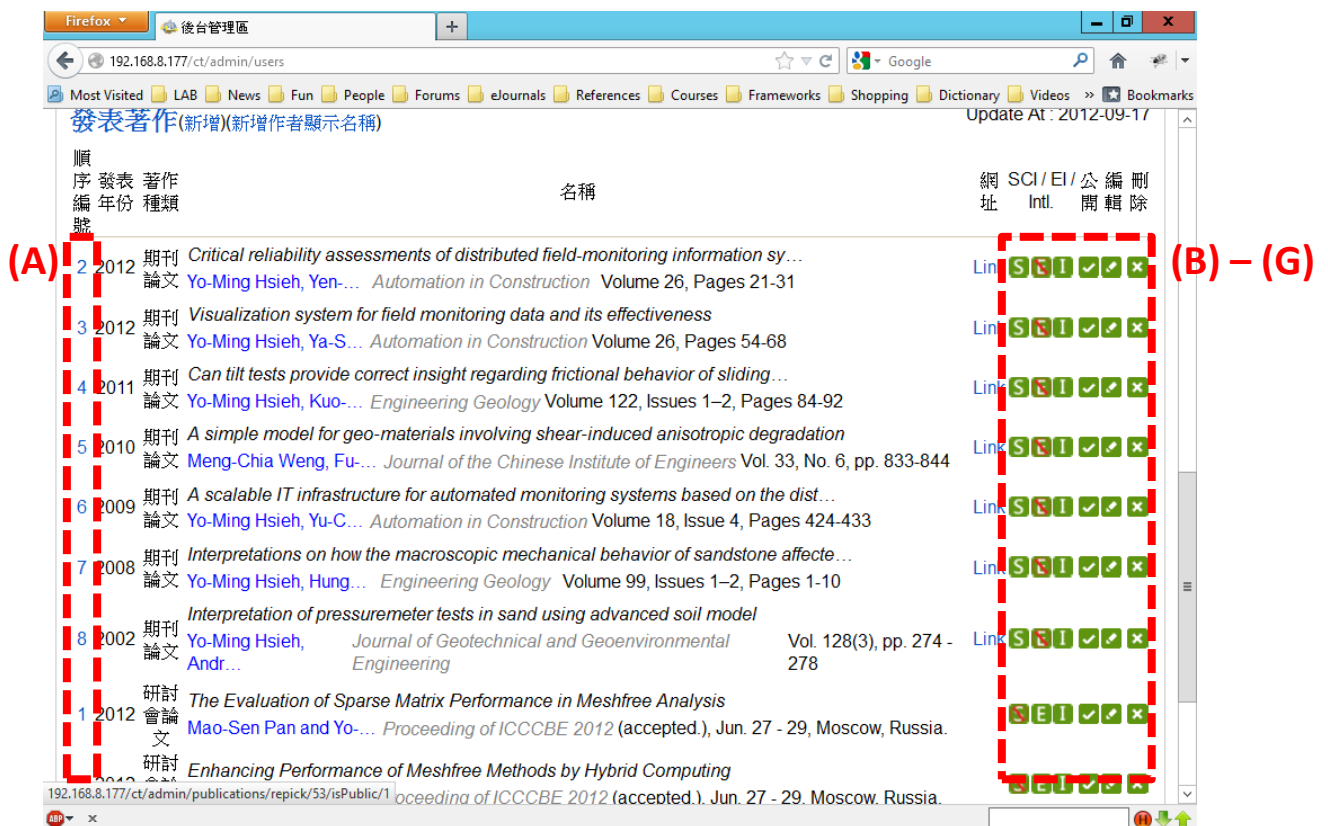 Firefox
後台管理區
192.168.8.177/ct/admin/users
Google
Most Visited LAB News Fun People Forums eJournals References Courses Frameworks Shopping Dictionary Videos » Bookmarks
發表著作(新增)(新增作者顯示名稱)
Update At : 2012-09-17
順序編號 發表年份 著作種類 名稱 網址 SCI / EI / Intl. 公開 編輯 刪除
(A)
(B) – (G)
2 2012 期刊論文 Critical reliability assessments of distributed field-monitoring information sy…
Yo-Ming Hsieh, Yen-… Automation in Construction Volume 26, Pages 21-31
Link S E I
3 2012 期刊論文 Visualization system for field monitoring data and its effectiveness
Yo-Ming Hsieh, Ya-S… Automation in Construction Volume 26, Pages 54-68
Link S E I
4 2011 期刊論文 Can tilt tests provide correct insight regarding frictional behavior of sliding…
Yo-Ming Hsieh, Kuo-… Engineering Geology Volume 122, Issues 1–2, Pages 84-92
Link S E I
5 2010 期刊論文 A simple model for geo-materials involving shear-induced anisotropic degradation
Meng-Chia Weng, Fu-… Journal of the Chinese Institute of Engineers Vol. 33, No. 6, pp. 833-844
Link S E I
6 2009 期刊論文 A scalable IT infrastructure for automated monitoring systems based on the dist…
Yo-Ming Hsieh, Yu-C… Automation in Construction Volume 18, Issue 4, Pages 424-433
Link S E I
7 2008 期刊論文 Interpretations on how the macroscopic mechanical behavior of sandstone affecte…
Yo-Ming Hsieh, Hung… Engineering Geology Volume 99, Issues 1–2, Pages 1-10
Link S E I
8 2002 期刊論文 Interpretation of pressuremeter tests in sand using advanced soil model
Yo-Ming Hsieh, Andr… Journal of Geotechnical and Geoenvironmental Engineering Vol. 128(3), pp. 274 - 278
Link S E I
1 2012 研討會論文 The Evaluation of Sparse Matrix Performance in Meshfree Analysis
Mao-Sen Pan and Yo-… Proceeding of ICCCBE 2012 (accepted.), Jun. 27 - 29, Moscow, Russia.
S E I
2012 研討會論 Enhancing Performance of Meshfree Methods by Hybrid Computing
oceeding of ICCCBE 2012 (accepted.), Jun. 27 - 29, Moscow, Russia.
S E I
192.168.8.177/ct/admin/publications/repick/53/isPublic/1
ABP
H